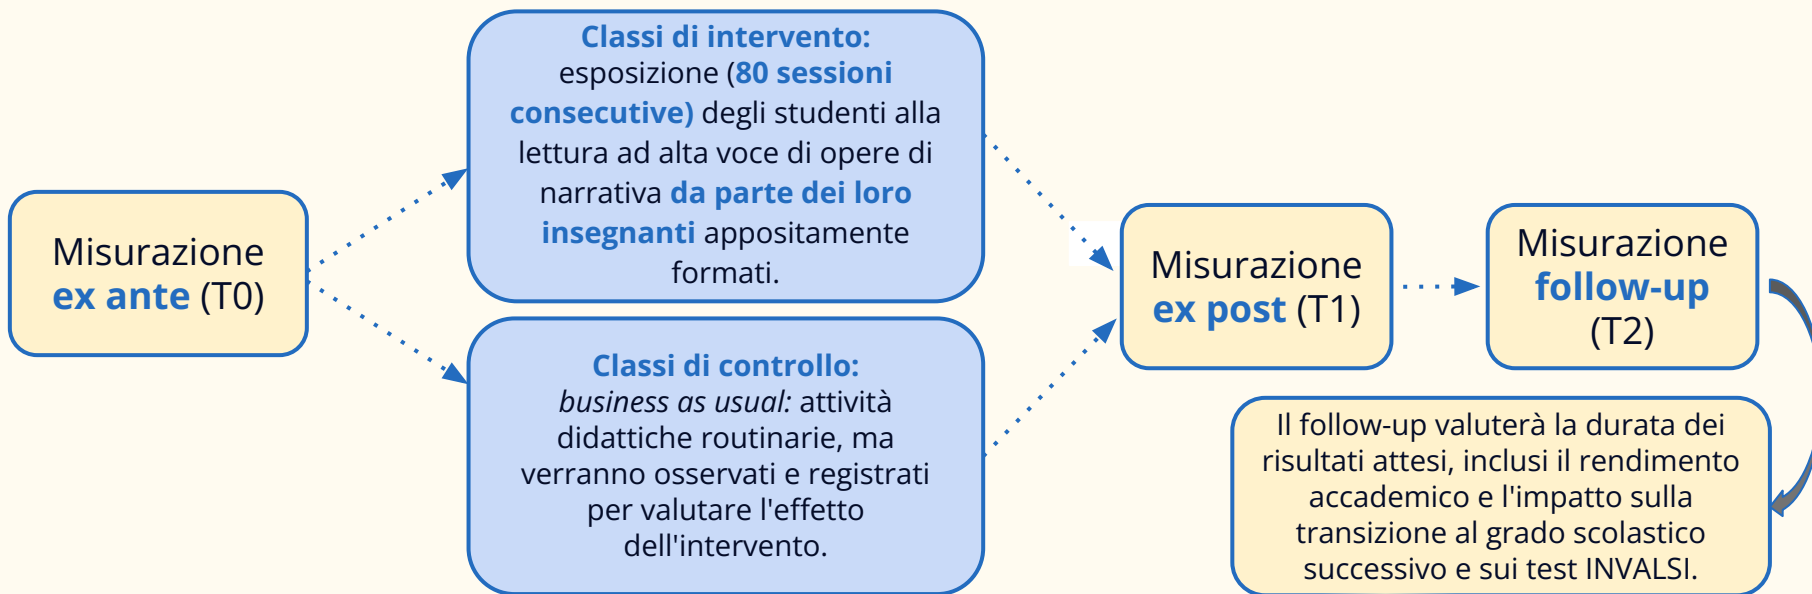 Misurazione
ex ante (T0)
Classi di intervento:
esposizione (80 sessioni
consecutive) degli studenti alla
lettura ad alta voce di opere di
narrativa da parte dei loro
insegnanti appositamente
formati.
Classi di controllo:
business as usual: attività
didattiche routinarie, ma
verranno osservati e registrati
per valutare l'effetto
dell'intervento.
Misurazione
ex post (T1)
Misurazione
follow-up
(T2)
Il follow-up valuterà la durata dei
risultati attesi, inclusi il rendimento
accademico e l'impatto sulla
transizione al grado scolastico
successivo e sui test INVALSI.